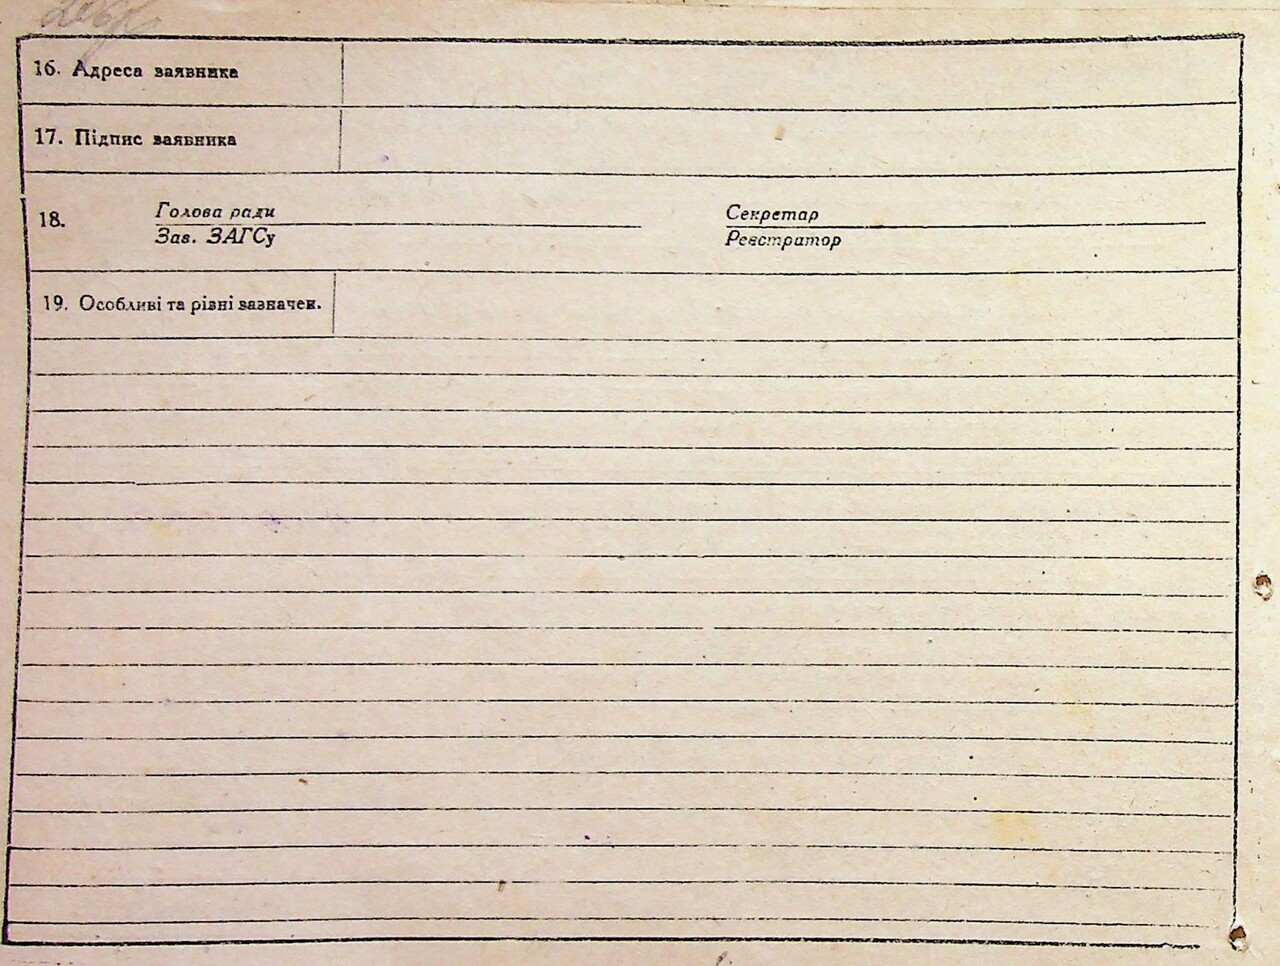 16. Адреса заявника
17. Підпис заявника
18.
Голова ради
Зав. ЗАГСу
Секретар
Реєстратор
19. Особливі та різні зазначен.